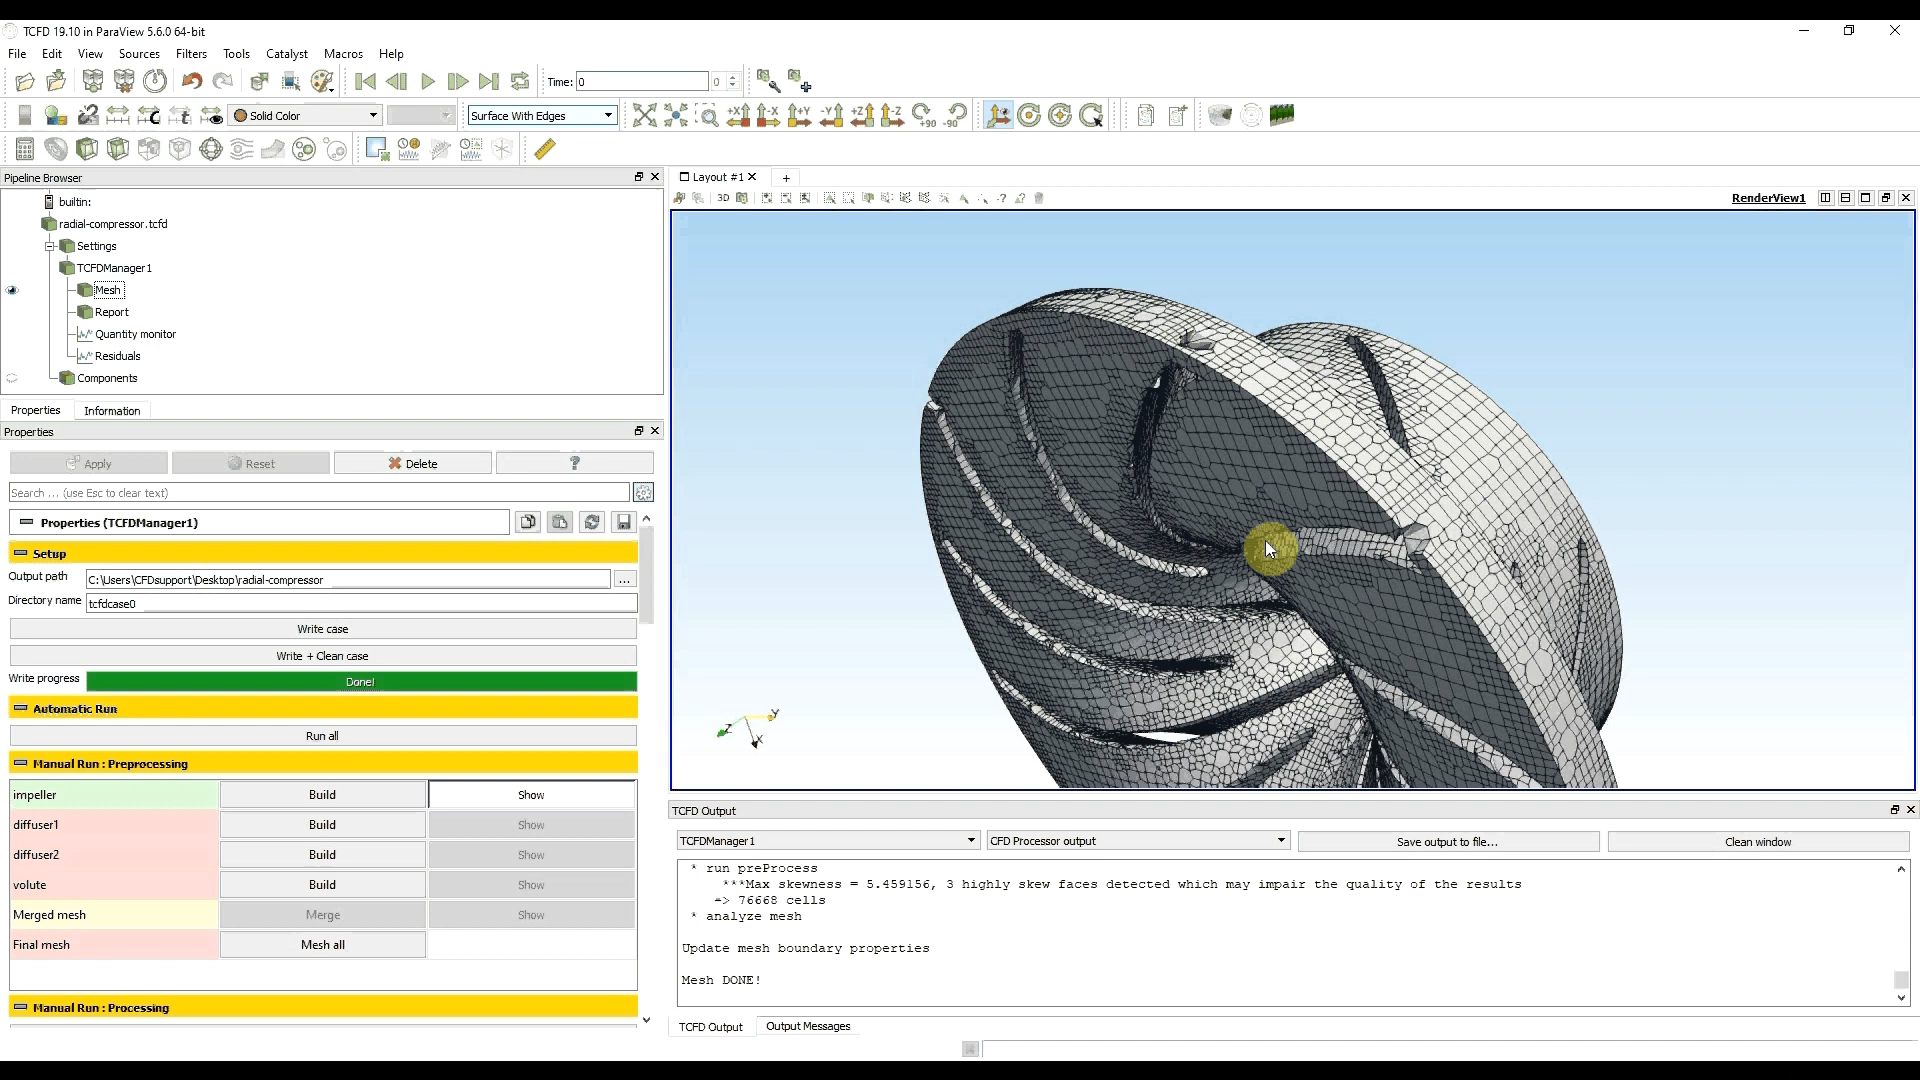 TCFD 19.10 in ParaView 5.6.0 64-bit
File Edit View Sources Filters Tools Catalyst Macros Help
Time: 0 0
Solid Color Surface With Edges +X -X +Y -Y +Z -Z +90 -90
Pipeline Browser
Layout #1 +
builtin:
3D
RenderView1
radial-compressor.tcfd
Settings
TCFDManager1
Mesh
Report
Quantity monitor
Residuals
Components
Properties Information
Properties
Apply Reset Delete ?
Search ... (use Esc to clear text)
Properties (TCFDManager1)
Setup
Output path C:\Users\CFDsupport\Desktop\radial-compressor ...
Directory name tcfdcase0
Write case
Write + Clean case
Write progress Done!
Automatic Run
Run all
Manual Run : Preprocessing
impeller Build Show
diffuser1 Build Show
diffuser2 Build Show
volute Build Show
Merged mesh Merge Show
Final mesh Mesh all
Manual Run : Processing
Z Y X
TCFD Output
TCFDManager1 CFD Processor output Save output to file... Clean window
* run preProcess
***Max skewness = 5.459156, 3 highly skew faces detected which may impair the quality of the results
=> 76668 cells
* analyze mesh
Update mesh boundary properties
Mesh DONE!
TCFD Output Output Messages